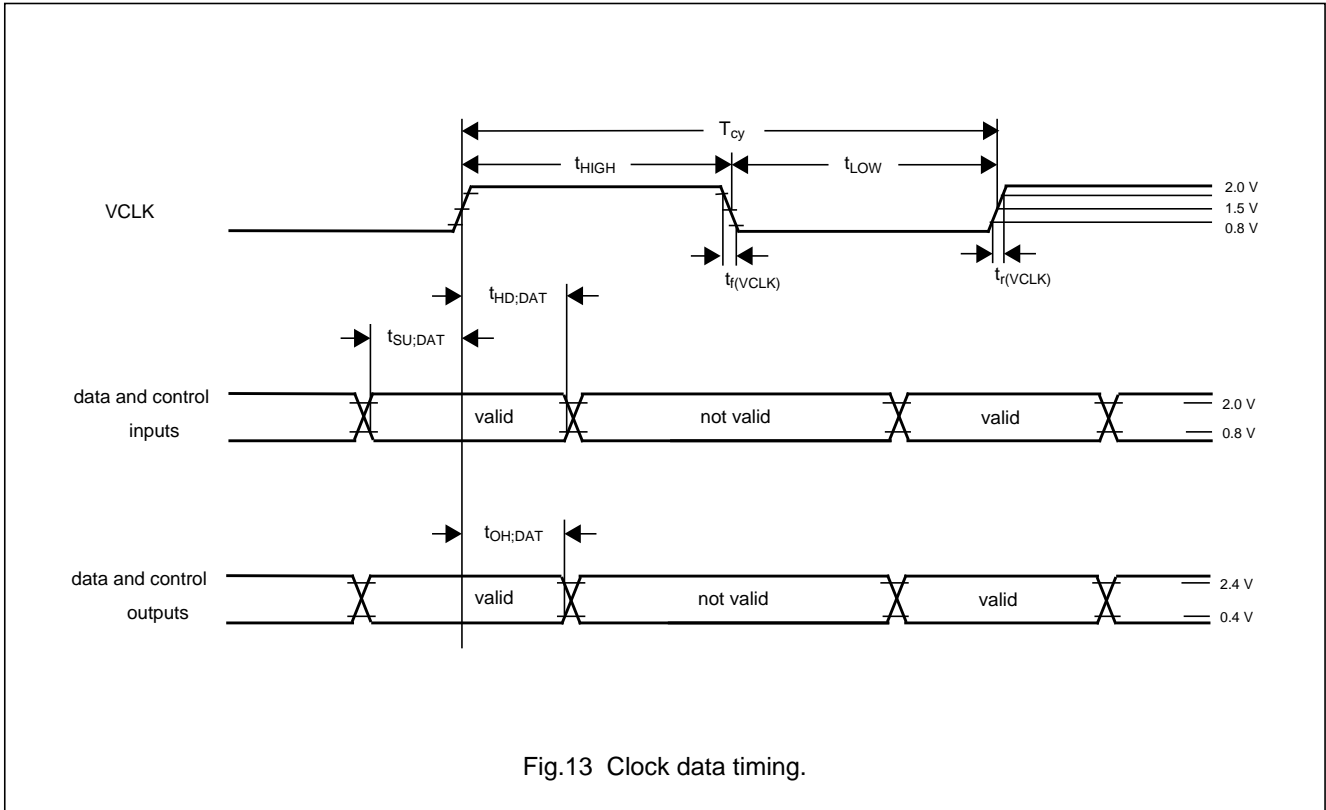 T_cy
t_HIGH
t_LOW
VCLK
2.0 V
1.5 V
0.8 V
t_f(VCLK)
t_r(VCLK)
t_HD;DAT
t_SU;DAT
data and control
inputs
valid
not valid
valid
2.0 V
0.8 V
t_OH;DAT
data and control
outputs
valid
not valid
valid
2.4 V
0.4 V
Fig.13 Clock data timing.